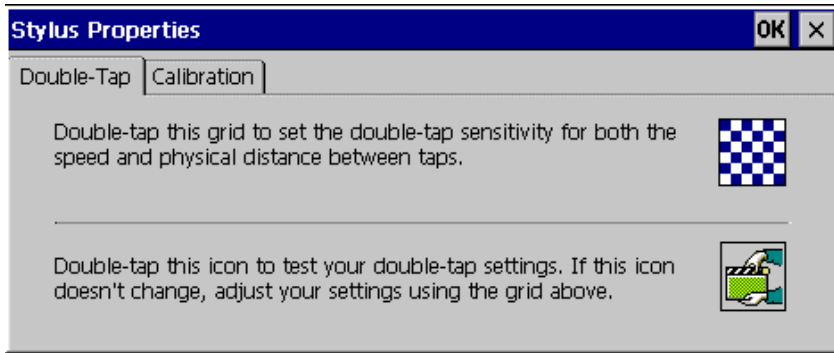 Stylus Properties OK ×
Double-Tap Calibration
Double-tap this grid to set the double-tap sensitivity for both the
speed and physical distance between taps.
Double-tap this icon to test your double-tap settings. If this icon
doesn't change, adjust your settings using the grid above.